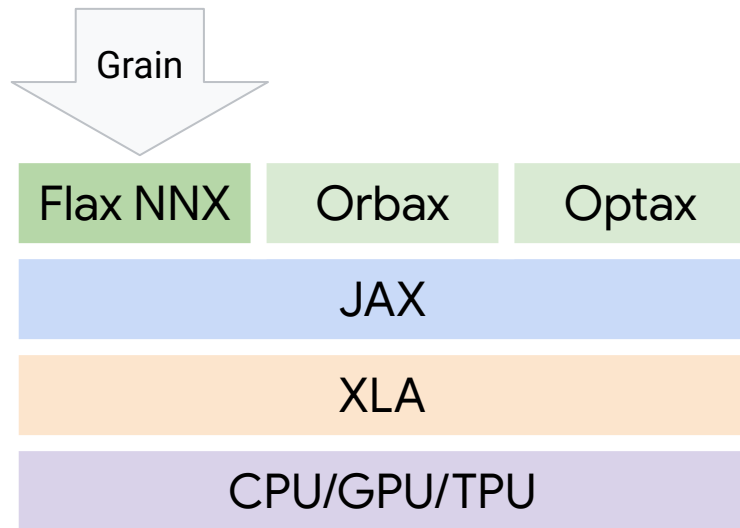 Grain
Flax NNX
Orbax
Optax
JAX
XLA
CPU/GPU/TPU